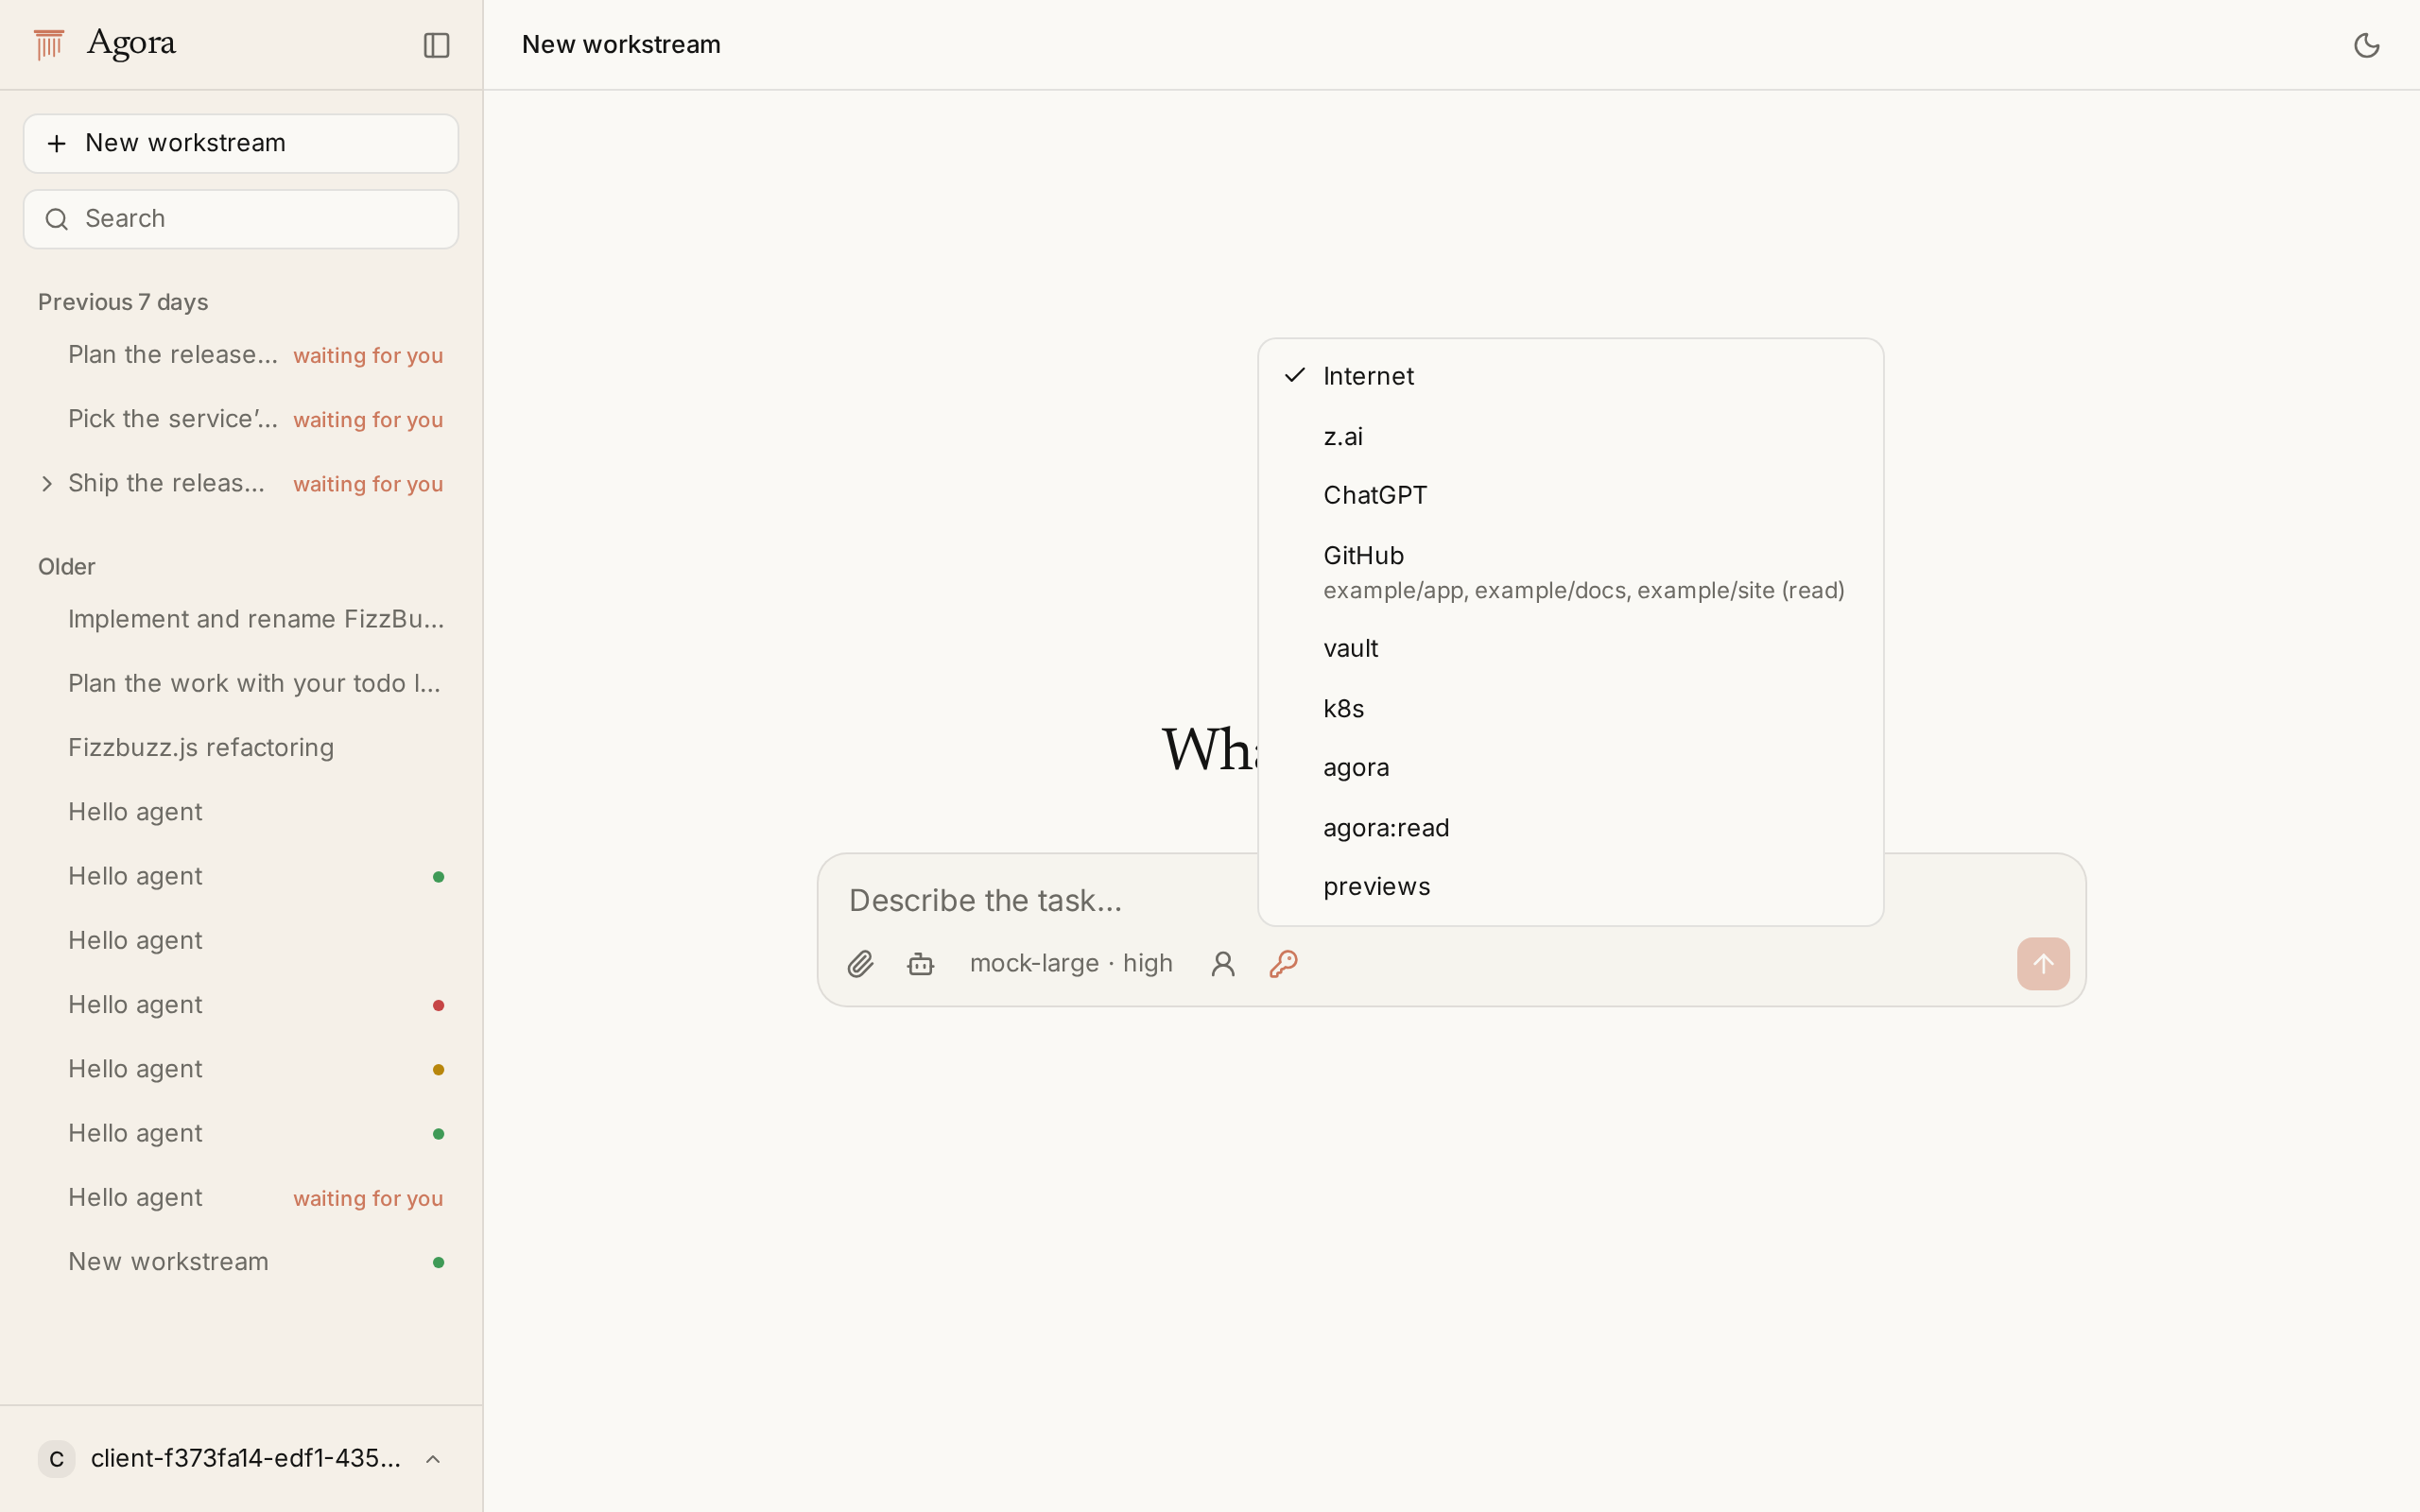 Agora
New workstream
Search
Previous 7 days
Plan the release... waiting for you
Pick the service’... waiting for you
Ship the releas... waiting for you
Older
Implement and rename FizzBu...
Plan the work with your todo l...
Fizzbuzz.js refactoring
Hello agent
Hello agent
Hello agent
Hello agent
Hello agent
Hello agent
Hello agent waiting for you
New workstream
C client-f373fa14-edf1-435...
New workstream
Internet
z.ai
ChatGPT
GitHub
example/app, example/docs, example/site (read)
vault
k8s
agora
agora:read
previews
Describe the task...
mock-large · high